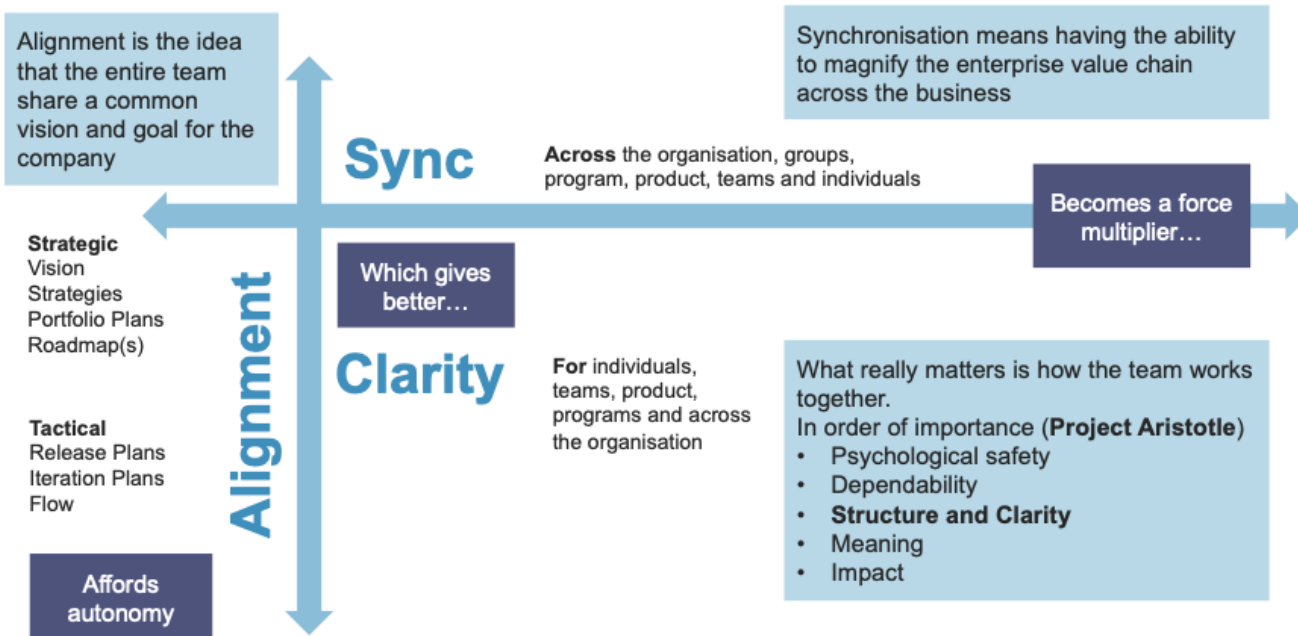 Alignment is the idea
that the entire team
share a common
vision and goal for the
company
Synchronisation means having the ability
to magnify the enterprise value chain
across the business
Sync
Across the organisation, groups,
program, product, teams and individuals
Becomes a force
multiplier…
Strategic
Vision
Strategies
Portfolio Plans
Roadmap(s)
Tactical
Release Plans
Iteration Plans
Flow
Affords
autonomy
Alignment
Which gives
better…
Clarity
For individuals,
teams, product,
programs and across
the organisation
What really matters is how the team works
together.
In order of importance (Project Aristotle)
• Psychological safety
• Dependability
• Structure and Clarity
• Meaning
• Impact